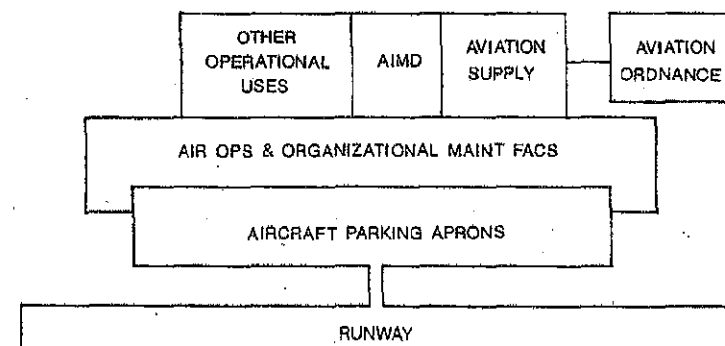 OTHER
OPERATIONAL
USES
AIMD
AVIATION
SUPPLY
AVIATION
ORDNANCE
AIR OPS & ORGANIZATIONAL MAINT FACS
AIRCRAFT PARKING APRONS
RUNWAY